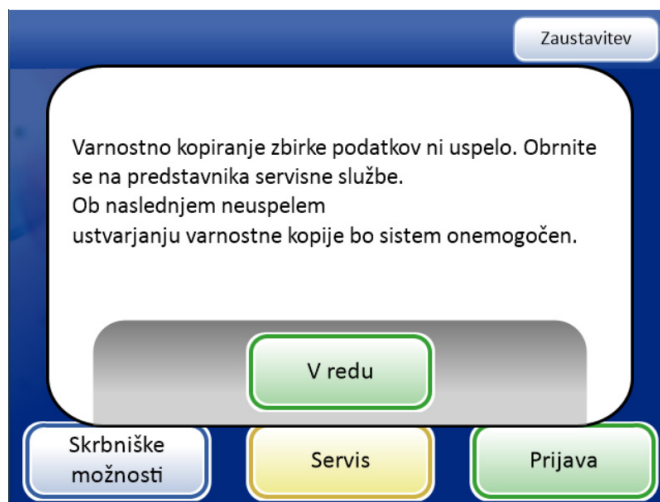 Zaustavitev
Varnostno kopiranje zbirke podatkov ni uspelo. Obrnite
se na predstavnika servisne službe.
Ob naslednjem neuspelem
ustvarjanju varnostne kopije bo sistem onemogočen.
V redu
Skrbniške
možnosti
Servis
Prijava